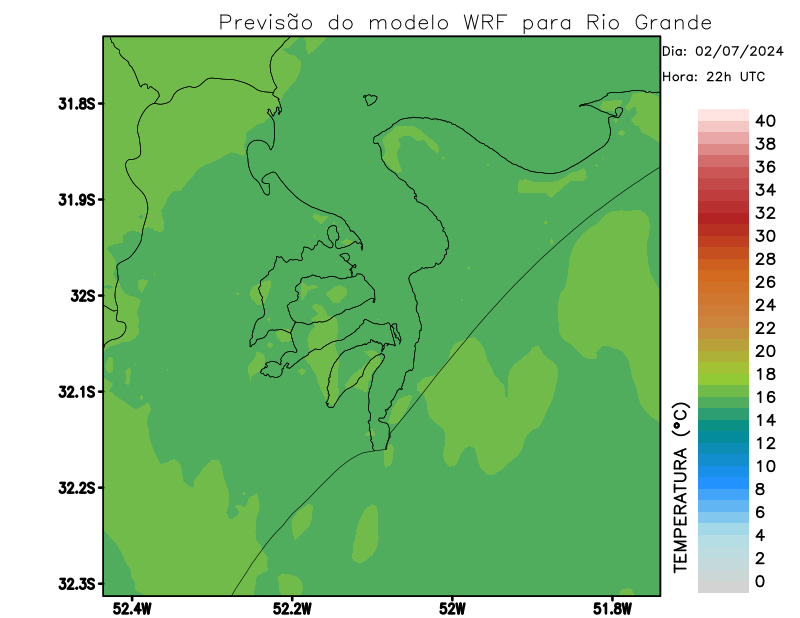 Previsão do modelo WRF para Rio Grande
Dia: 02/07/2024
Hora: 22h UTC
31.8S
31.9S
32S
32.1S
32.2S
32.3S
52.4W
52.2W
52W
51.8W
TEMPERATURA (°C)
40
38
36
34
32
30
28
26
24
22
20
18
16
14
12
10
8
6
4
2
0